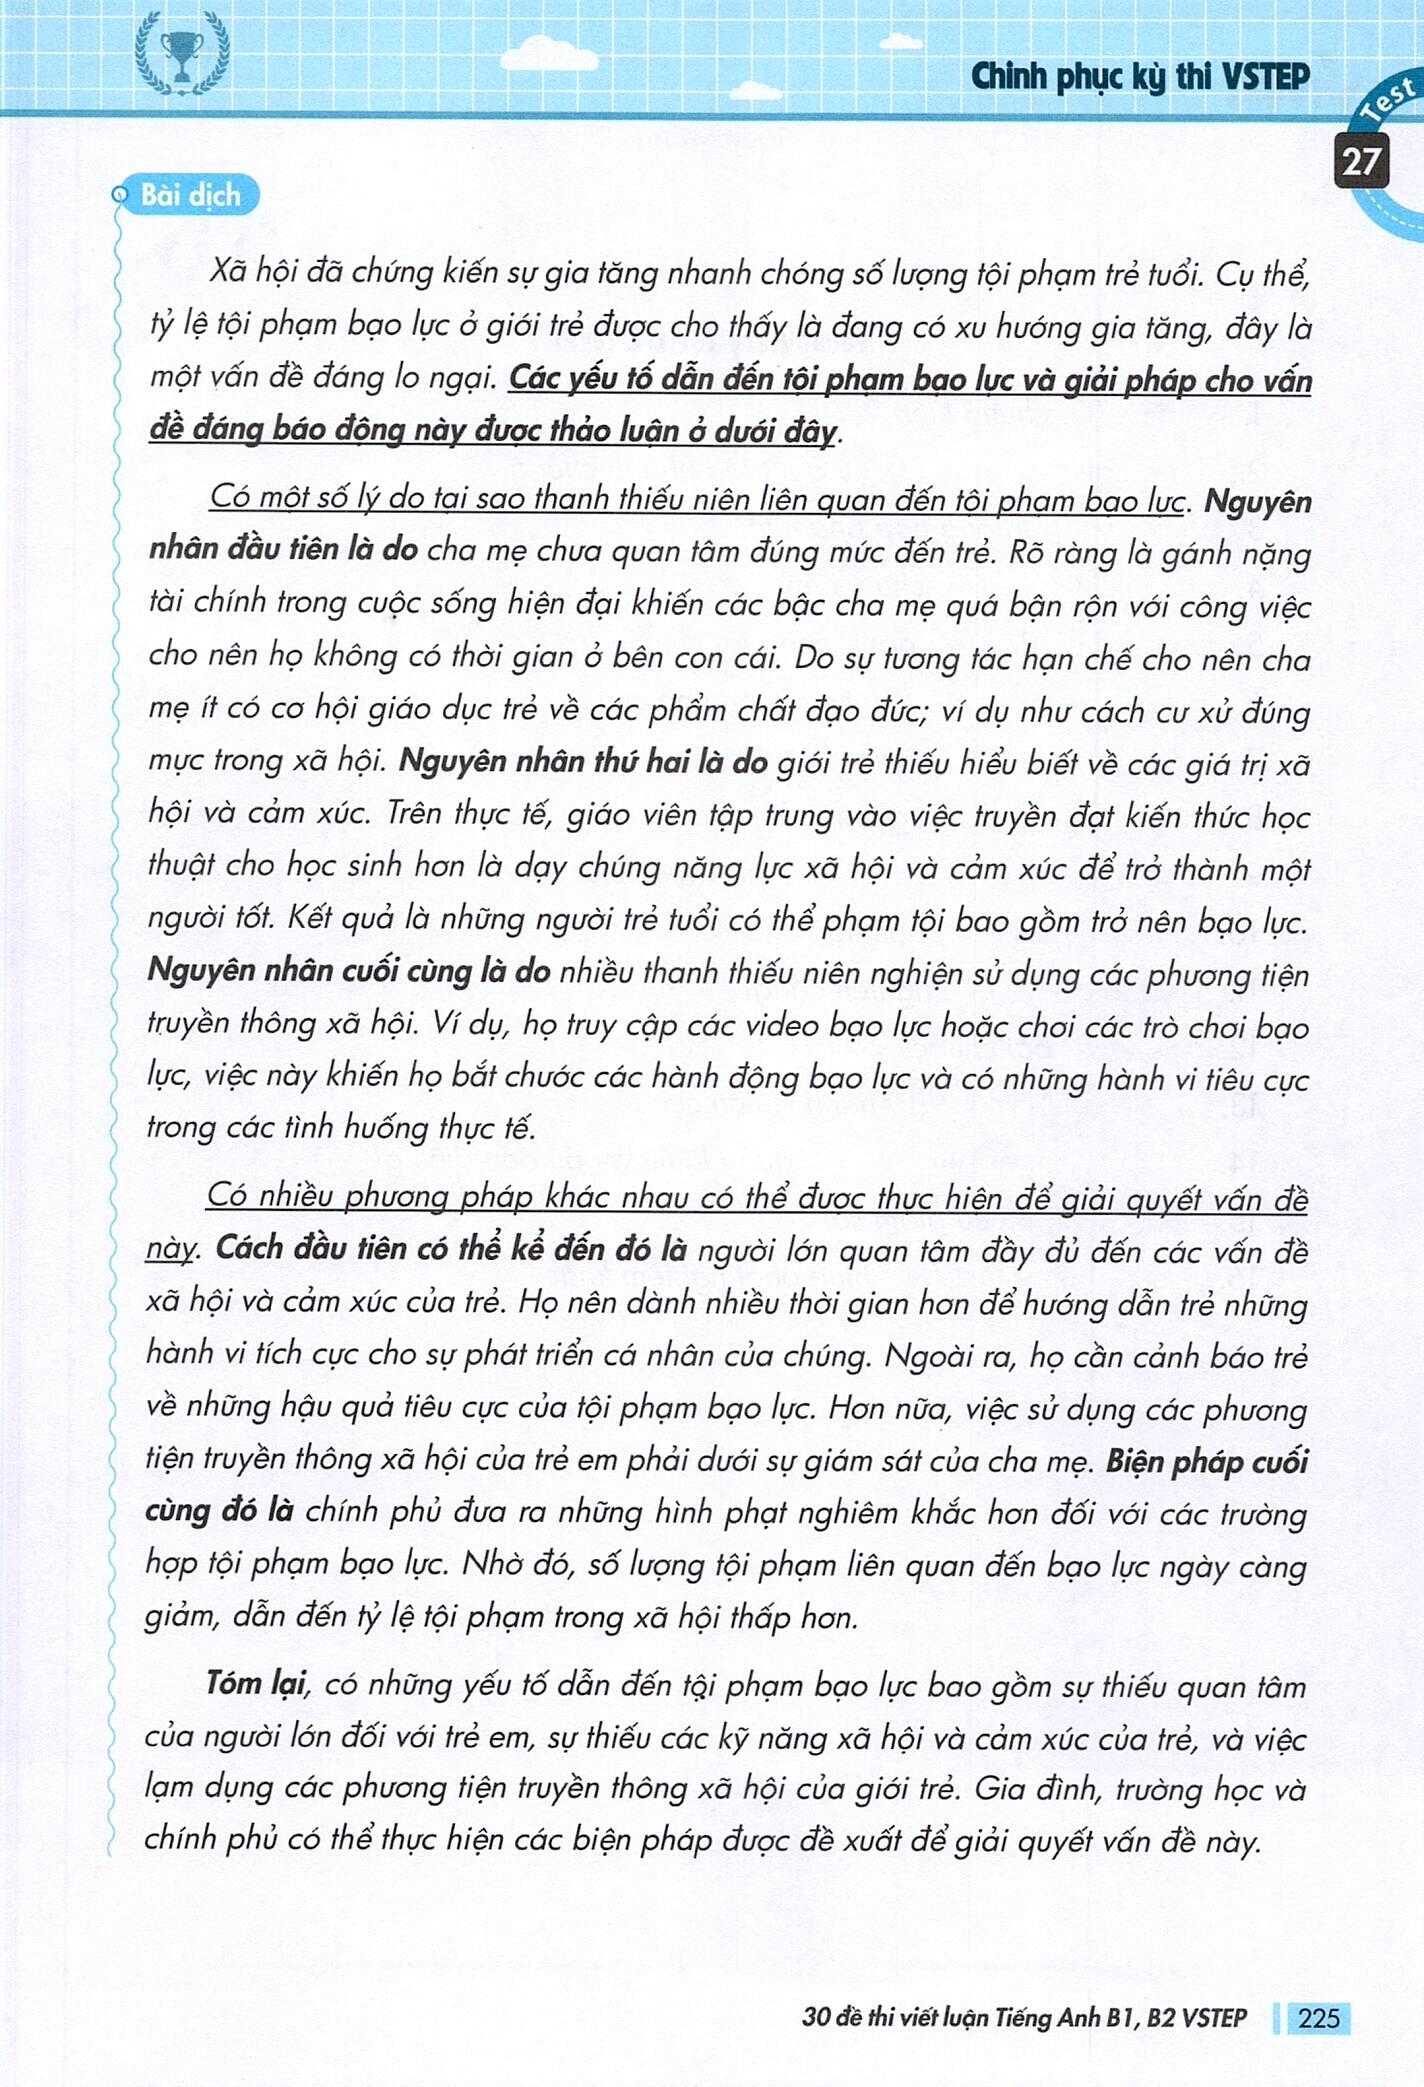 Chinh phục kỳ thi VSTEP
Test
27
Bài dịch
Xã hội đã chứng kiến sự gia tăng nhanh chóng số lượng tội phạm trẻ tuổi. Cụ thể,
tỷ lệ tội phạm bạo lực ở giới trẻ được cho thấy là đang có xu hướng gia tăng, đây là
một vấn đề đáng lo ngại. Các yếu tố dẫn đến tội phạm bạo lực và giải pháp cho vấn
đề đáng báo động này được thảo luận ở dưới đây.
Có một số lý do tại sao thanh thiếu niên liên quan đến tội phạm bạo lực. Nguyên
nhân đầu tiên là do cha mẹ chưa quan tâm đúng mức đến trẻ. Rõ ràng là gánh nặng
tài chính trong cuộc sống hiện đại khiến các bậc cha mẹ quá bận rộn với công việc
cho nên họ không có thời gian ở bên con cái. Do sự tương tác hạn chế cho nên cha
mẹ ít có cơ hội giáo dục trẻ về các phẩm chất đạo đức; ví dụ như cách cư xử đúng
mực trong xã hội. Nguyên nhân thứ hai là do giới trẻ thiếu hiểu biết về các giá trị xã
hội và cảm xúc. Trên thực tế, giáo viên tập trung vào việc truyền đạt kiến thức học
thuật cho học sinh hơn là dạy chúng năng lực xã hội và cảm xúc để trở thành một
người tốt. Kết quả là những người trẻ tuổi có thể phạm tội bao gồm trở nên bạo lực.
Nguyên nhân cuối cùng là do nhiều thanh thiếu niên nghiện sử dụng các phương tiện
truyền thông xã hội. Ví dụ, họ truy cập các video bạo lực hoặc chơi các trò chơi bạo
lực, việc này khiến họ bắt chước các hành động bạo lực và có những hành vi tiêu cực
trong các tình huống thực tế.
Có nhiều phương pháp khác nhau có thể được thực hiện để giải quyết vấn đề
này. Cách đầu tiên có thể kể đến đó là người lớn quan tâm đầy đủ đến các vấn đề
xã hội và cảm xúc của trẻ. Họ nên dành nhiều thời gian hơn để hướng dẫn trẻ những
hành vi tích cực cho sự phát triển cá nhân của chúng. Ngoài ra, họ cần cảnh báo trẻ
về những hậu quả tiêu cực của tội phạm bạo lực. Hơn nữa, việc sử dụng các phương
tiện truyền thông xã hội của trẻ em phải dưới sự giám sát của cha mẹ. Biện pháp cuối
cùng đó là chính phủ đưa ra những hình phạt nghiêm khắc hơn đối với các trường
hợp tội phạm bạo lực. Nhờ đó, số lượng tội phạm liên quan đến bạo lực ngày càng
giảm, dẫn đến tỷ lệ tội phạm trong xã hội thấp hơn.
Tóm lại, có những yếu tố dẫn đến tội phạm bạo lực bao gồm sự thiếu quan tâm
của người lớn đối với trẻ em, sự thiếu các kỹ năng xã hội và cảm xúc của trẻ, và việc
lạm dụng các phương tiện truyền thông xã hội của giới trẻ. Gia đình, trường học và
chính phủ có thể thực hiện các biện pháp được đề xuất để giải quyết vấn đề này.
30 đề thi viết luận Tiếng Anh B1, B2 VSTEP 225